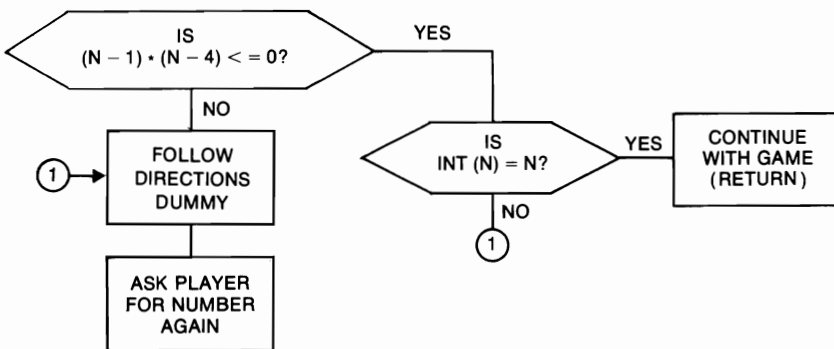 IS
(N – 1) • (N – 4) < = 0?
YES
NO
FOLLOW
DIRECTIONS
DUMMY
1
ASK PLAYER
FOR NUMBER
AGAIN
IS
INT (N) = N?
YES
NO
1
CONTINUE
WITH GAME
(RETURN)